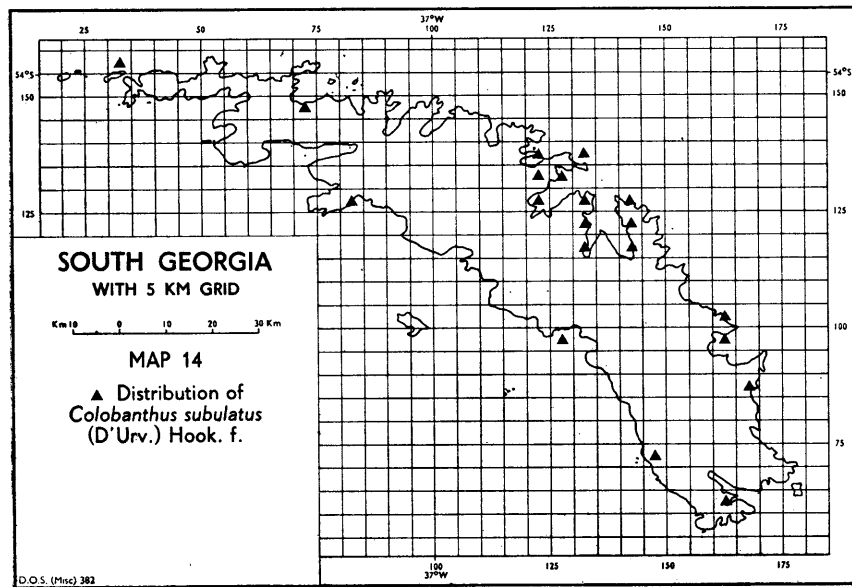 37°W
25 50 75 100 125 150 175
54°S 54°S
150 150
125 125
SOUTH GEORGIA
WITH 5 KM GRID
Km 10 0 10 20 30 Km
100
MAP 14
▲ Distribution of
Colobanthus subulatus
(D'Urv.) Hook. f.
75
100 125 150 175
37°W
D.O.S. (Misc) 382